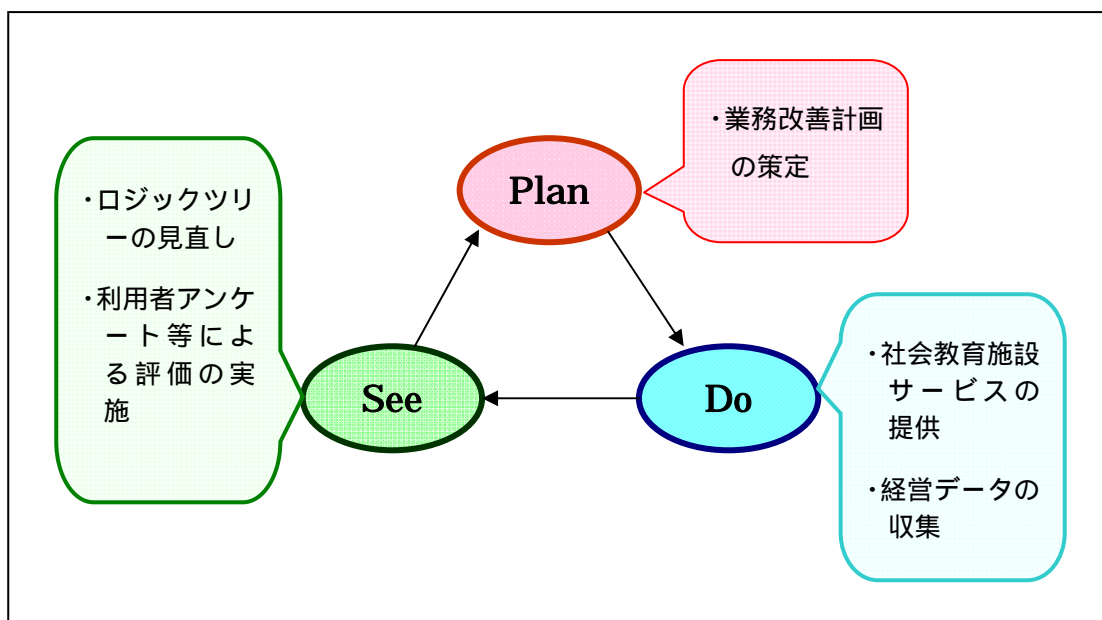 Plan
・業務改善計画
の策定
・ロジックツリ
ーの見直し
・利用者アンケ
ート等によ
る評価の実
施
See
Do
・社会教育施設
サービスの
提供
・経営データの
収集